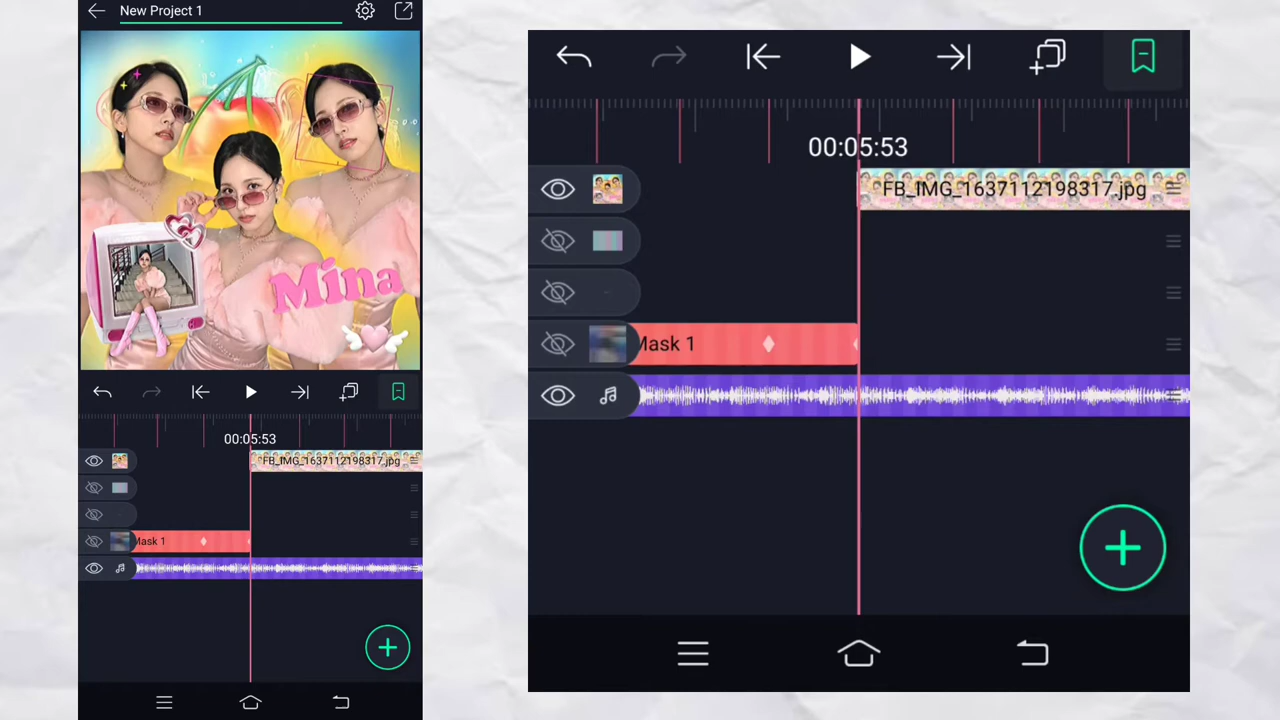 New Project 1
Mina
00:05:53
FB_IMG_1637112198317.jpg
Mask 1
00:05:53
FB_IMG_1637112198317.jpg
Mask 1